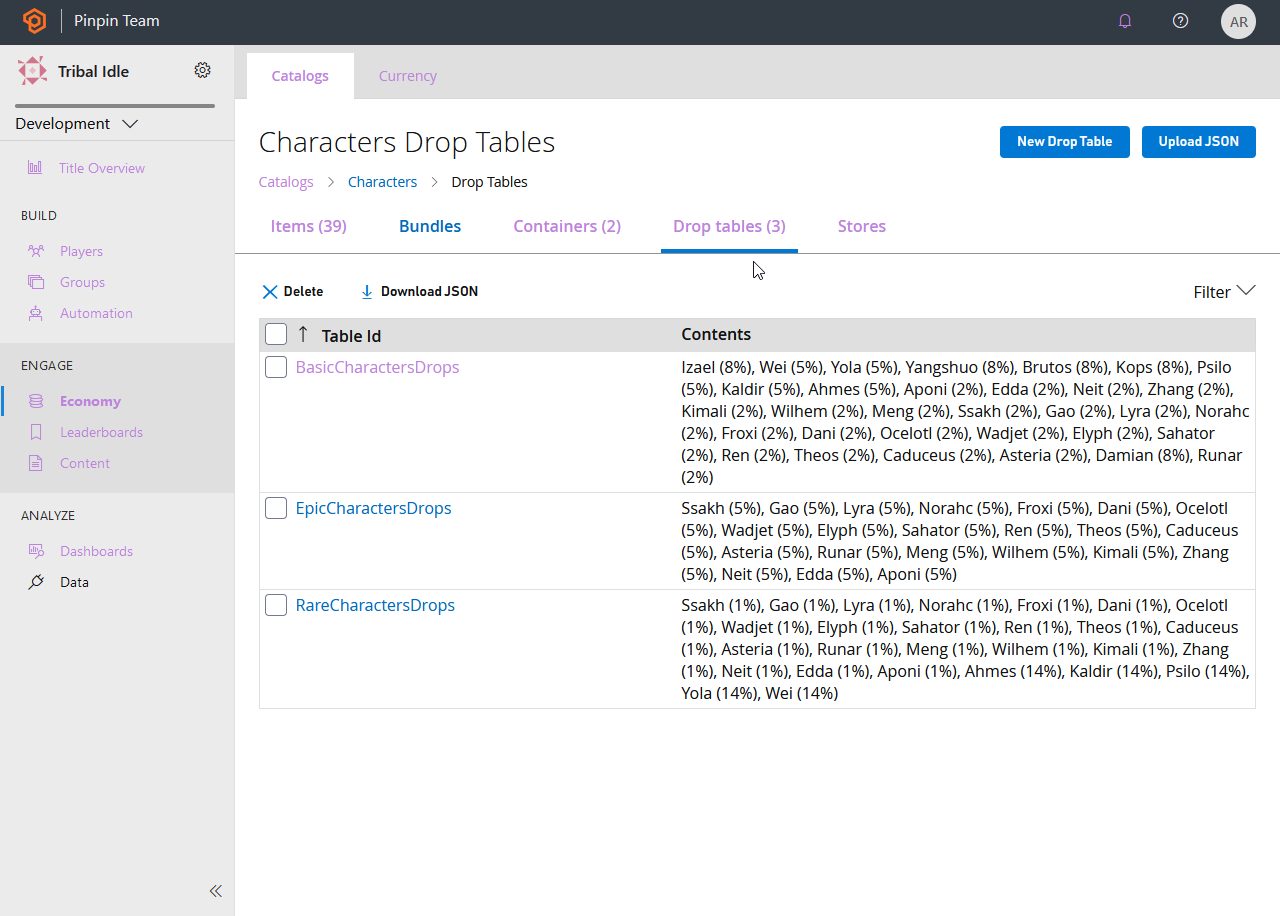 Pinpin Team
AR
Tribal Idle
Development
Title Overview
BUILD
Players
Groups
Automation
ENGAGE
Economy
Leaderboards
Content
ANALYZE
Dashboards
Data
Catalogs
Currency
Characters Drop Tables
New Drop Table
Upload JSON
Catalogs > Characters > Drop Tables
Items (39)
Bundles
Containers (2)
Drop tables (3)
Stores
Delete
Download JSON
Filter
Table Id
Contents
BasicCharactersDrops
Izael (8%), Wei (5%), Yola (5%), Yangshuo (8%), Brutos (8%), Kops (8%), Psilo
(5%), Kaldir (5%), Ahmes (5%), Aponi (2%), Edda (2%), Neit (2%), Zhang (2%),
Kimali (2%), Wilhem (2%), Meng (2%), Ssakh (2%), Gao (2%), Lyra (2%), Norahc
(2%), Froxi (2%), Dani (2%), Ocelotl (2%), Wadjet (2%), Elyph (2%), Sahator
(2%), Ren (2%), Theos (2%), Caduceus (2%), Asteria (2%), Damian (8%), Runar
(2%)
EpicCharactersDrops
Ssakh (5%), Gao (5%), Lyra (5%), Norahc (5%), Froxi (5%), Dani (5%), Ocelotl
(5%), Wadjet (5%), Elyph (5%), Sahator (5%), Ren (5%), Theos (5%), Caduceus
(5%), Asteria (5%), Runar (5%), Meng (5%), Wilhem (5%), Kimali (5%), Zhang
(5%), Neit (5%), Edda (5%), Aponi (5%)
RareCharactersDrops
Ssakh (1%), Gao (1%), Lyra (1%), Norahc (1%), Froxi (1%), Dani (1%), Ocelotl
(1%), Wadjet (1%), Elyph (1%), Sahator (1%), Ren (1%), Theos (1%), Caduceus
(1%), Asteria (1%), Runar (1%), Meng (1%), Wilhem (1%), Kimali (1%), Zhang
(1%), Neit (1%), Edda (1%), Aponi (1%), Ahmes (14%), Kaldir (14%), Psilo (14%),
Yola (14%), Wei (14%)